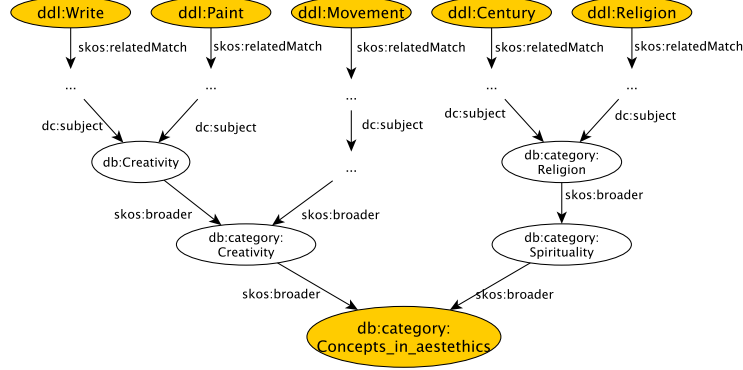 ddl:Write
ddl:Paint
ddl:Movement
ddl:Century
ddl:Religion
skos:relatedMatch
skos:relatedMatch
skos:relatedMatch
skos:relatedMatch
skos:relatedMatch
...
...
...
...
...
dc:subject
dc:subject
dc:subject
dc:subject
dc:subject
db:Creativity
...
db:category:
Religion
skos:broader
skos:broader
skos:broader
db:category:
Creativity
db:category:
Spirituality
skos:broader
skos:broader
db:category:
Concepts_in_aestethics